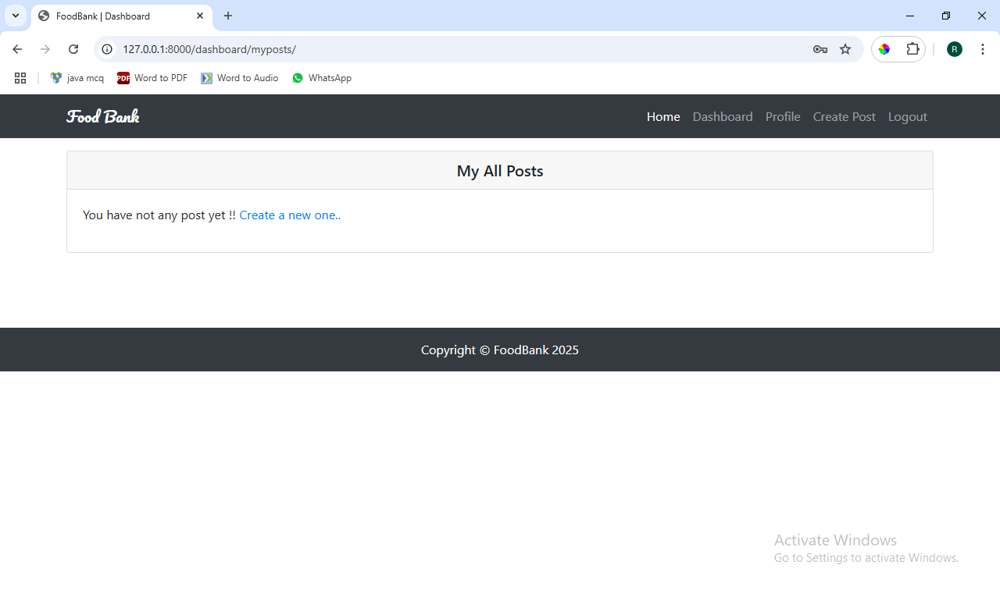 FoodBank | Dashboard
127.0.0.1:8000/dashboard/myposts/
R
java mcq
PDF Word to PDF
Word to Audio
WhatsApp
Food Bank
Home Dashboard Profile Create Post Logout
My All Posts
You have not any post yet !! Create a new one..
Copyright © FoodBank 2025
Activate Windows
Go to Settings to activate Windows.